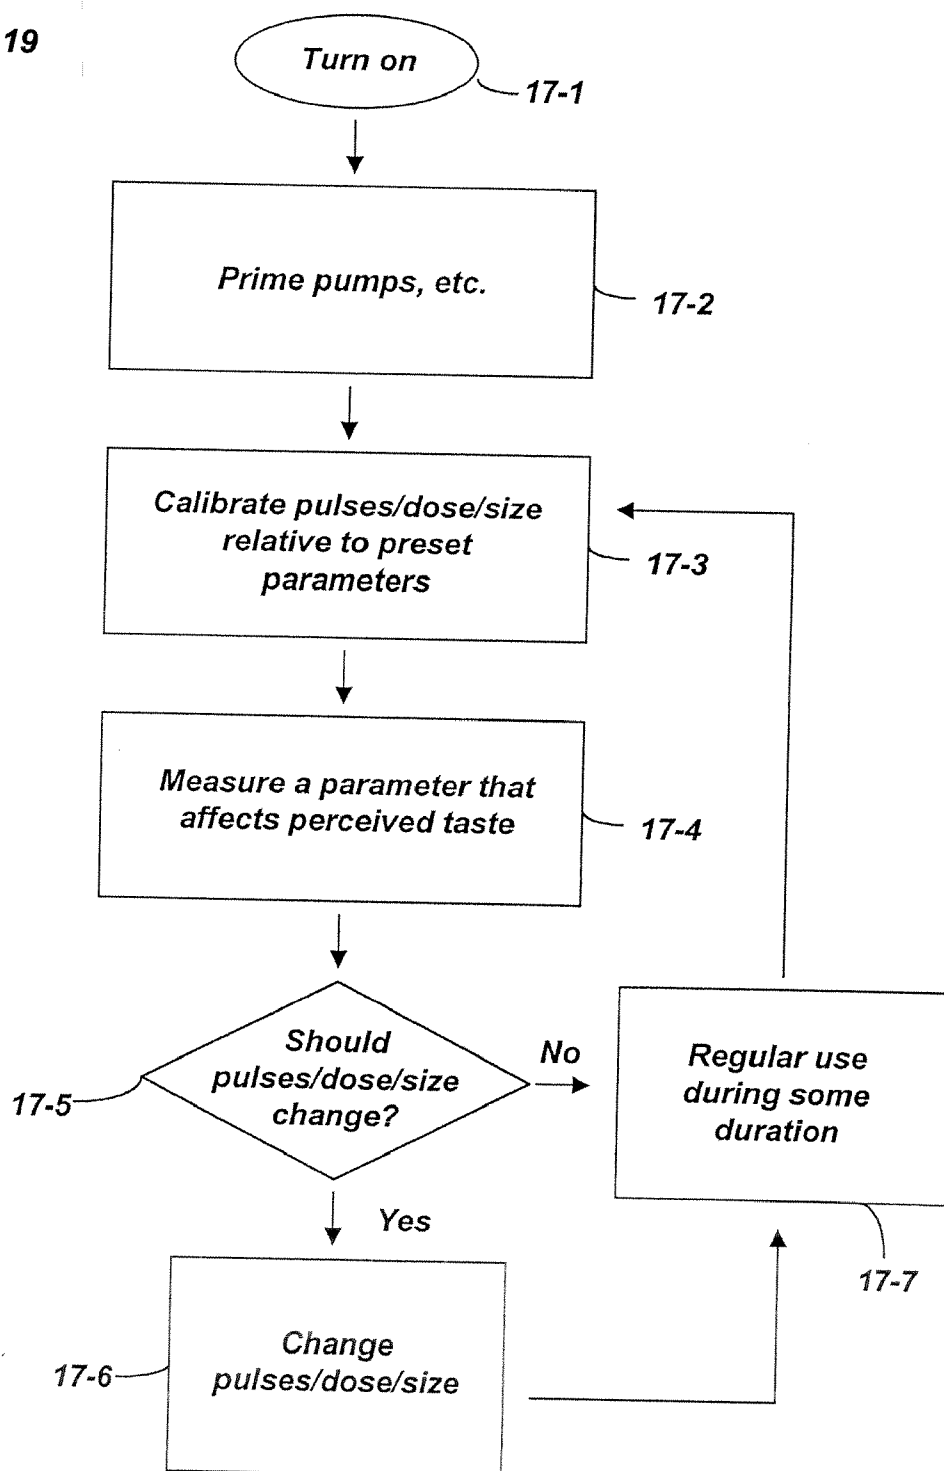 19
Turn on
17-1
Prime pumps, etc.
17-2
Calibrate pulses/dose/size
relative to preset
parameters
17-3
Measure a parameter that
affects perceived taste
17-4
Should
pulses/dose/size
change?
17-5
No
Regular use
during some
duration
17-7
Yes
Change
pulses/dose/size
17-6